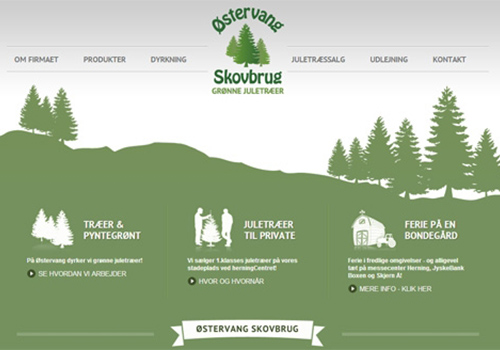 Østervang
Skovbrug
GRØNNE JULETRÆER
OM FIRMAET PRODUKTER DYRKNING JULETRÆSSALG UDLEJNING KONTAKT
TRÆER &
PYNTEGRØNT
På Østervang dyrker vi grønne juletræer!
SE HVORDAN VI ARBEJDER
JULETRÆER
TIL PRIVATE
Vi sælger 1.klasses juletræer på vores
stadeplads ved herningCentret!
HVOR OG HVORNÅR
FERIE PÅ EN
BONDEGÅRD
Ferie i fredlige omgivelser - og alligevel
tæt på messecenter Herning, JyskeBank
Boxen og Skjern Å!
MERE INFO - KLIK HER
ØSTERVANG SKOVBRUG